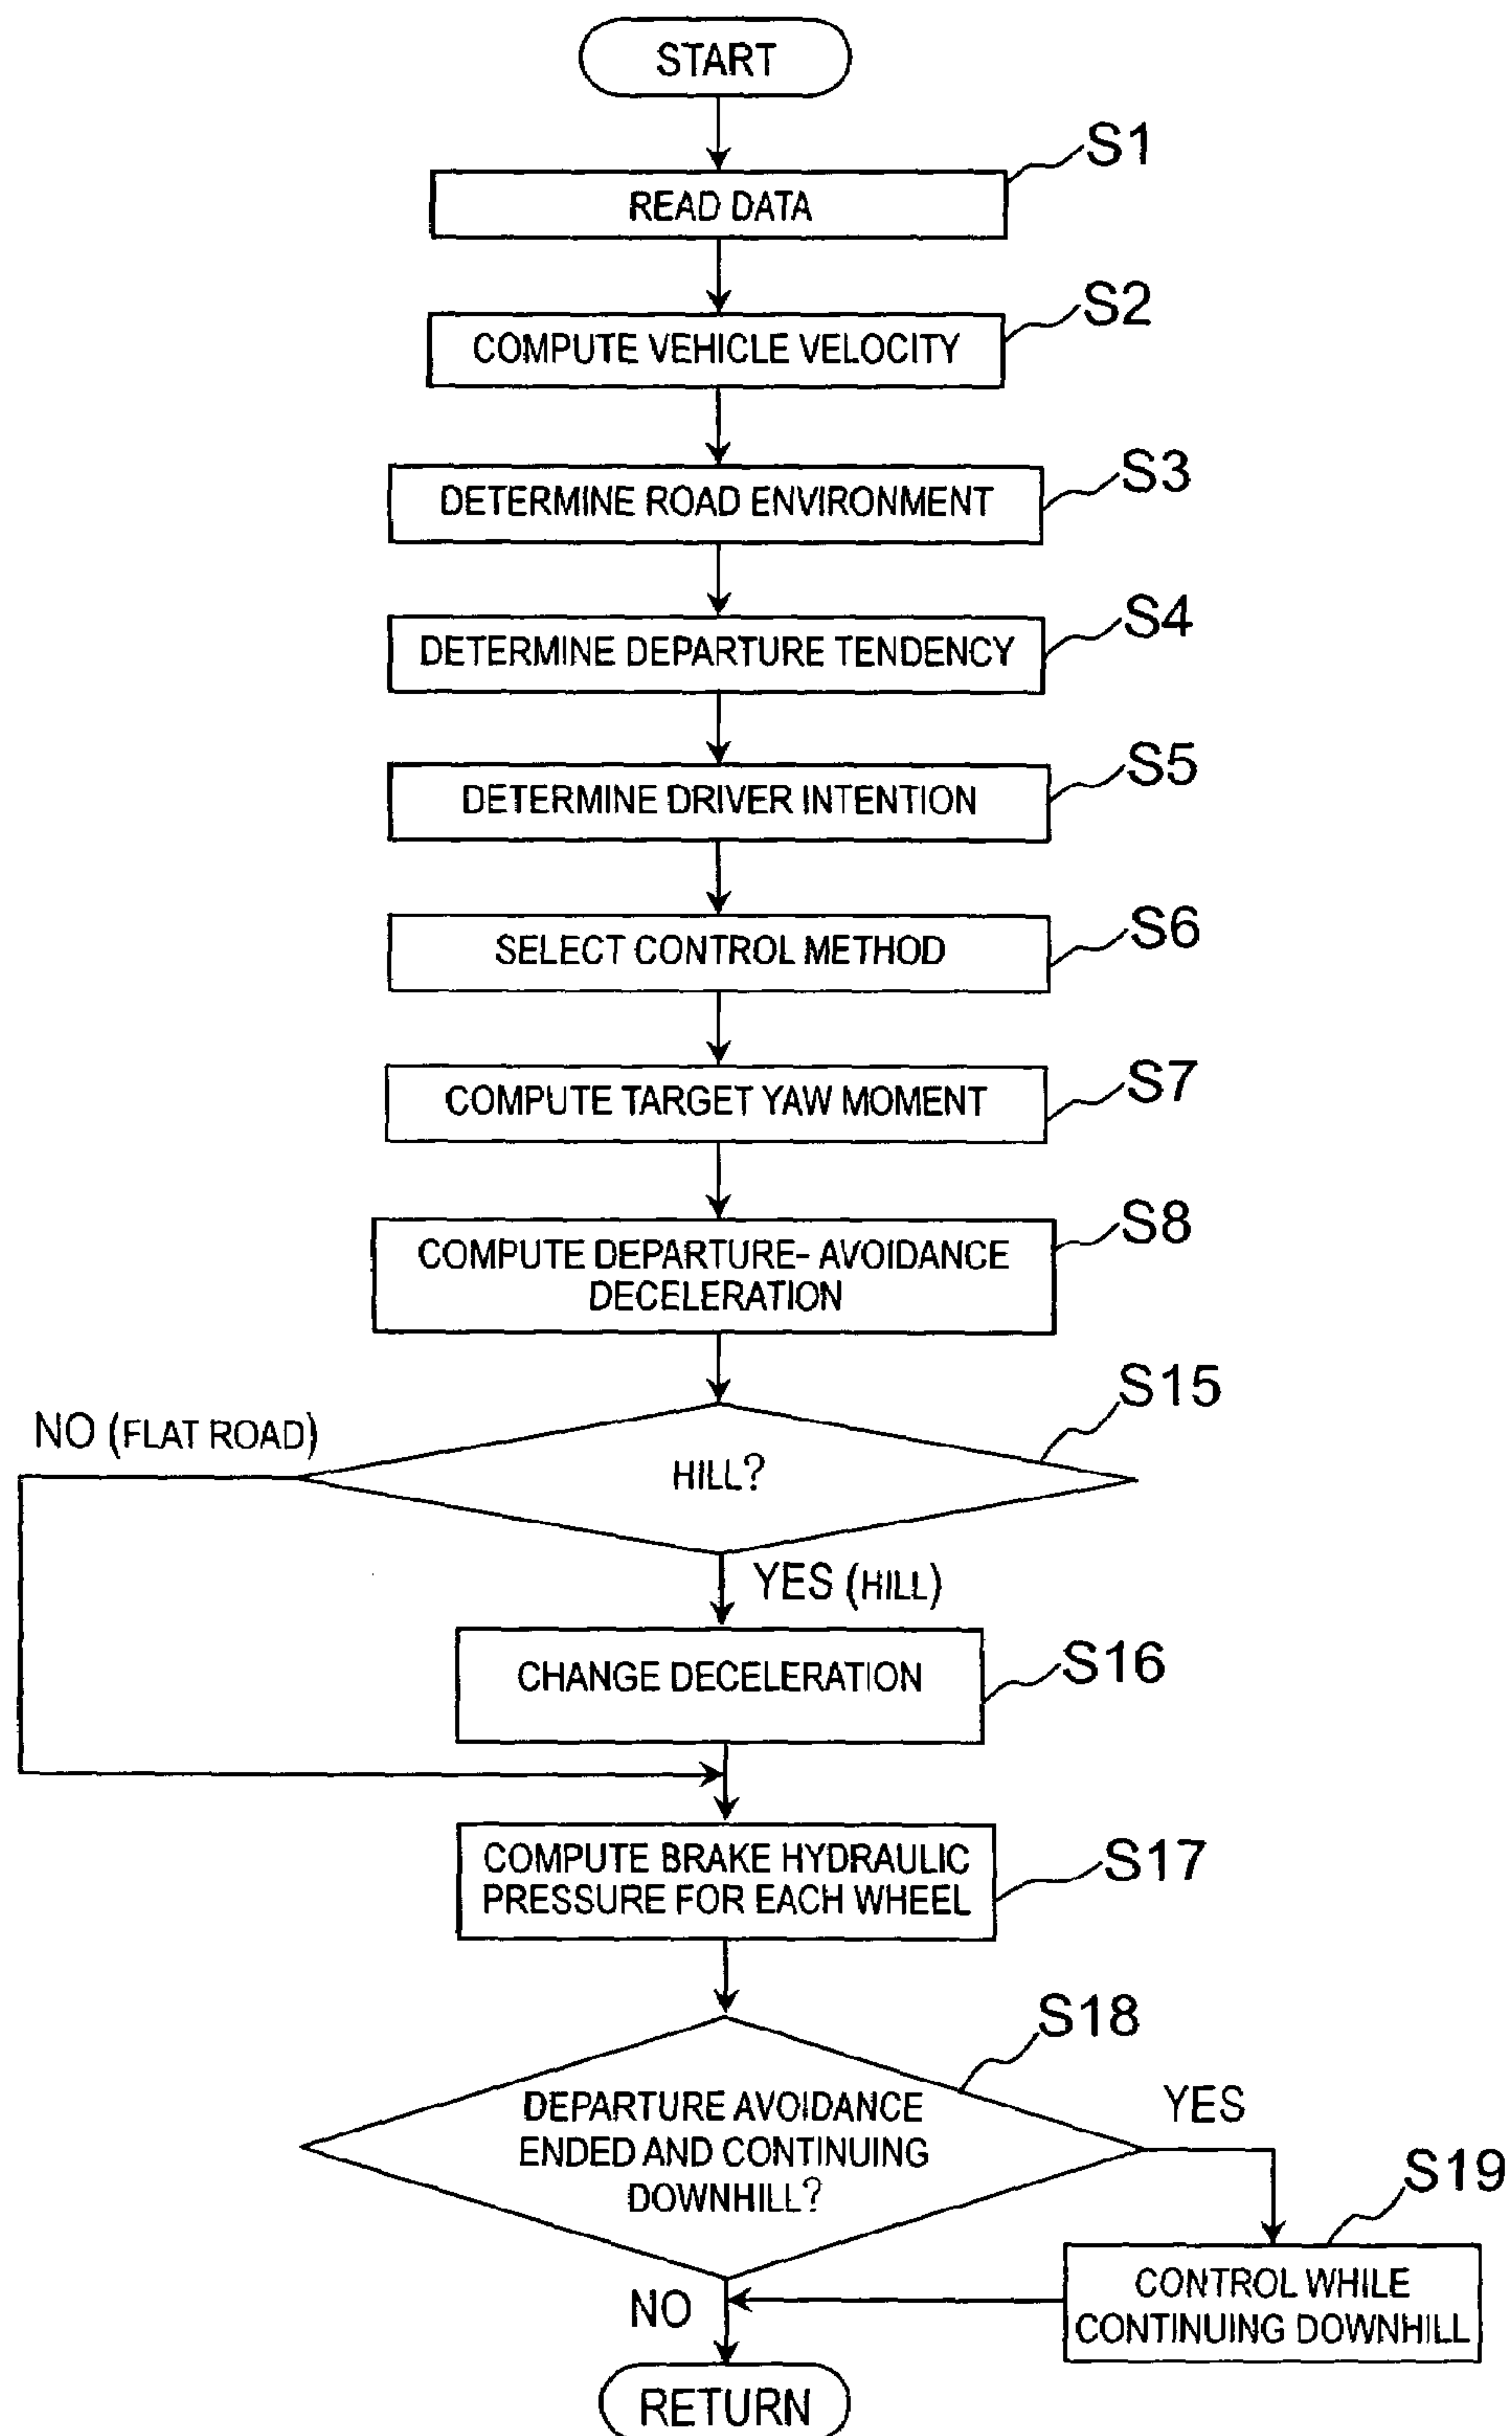 START
S1
READ DATA
S2
COMPUTE VEHICLE VELOCITY
S3
DETERMINE ROAD ENVIRONMENT
S4
DETERMINE DEPARTURE TENDENCY
S5
DETERMINE DRIVER INTENTION
S6
SELECT CONTROL METHOD
S7
COMPUTE TARGET YAW MOMENT
S8
COMPUTE DEPARTURE- AVOIDANCE
DECELERATION
S15
NO (FLAT ROAD)
HILL?
YES (HILL)
S16
CHANGE DECELERATION
S17
COMPUTE BRAKE HYDRAULIC
PRESSURE FOR EACH WHEEL
S18
DEPARTURE AVOIDANCE
ENDED AND CONTINUING
DOWNHILL?
YES
S19
CONTROL WHILE
CONTINUING DOWNHILL
NO
RETURN